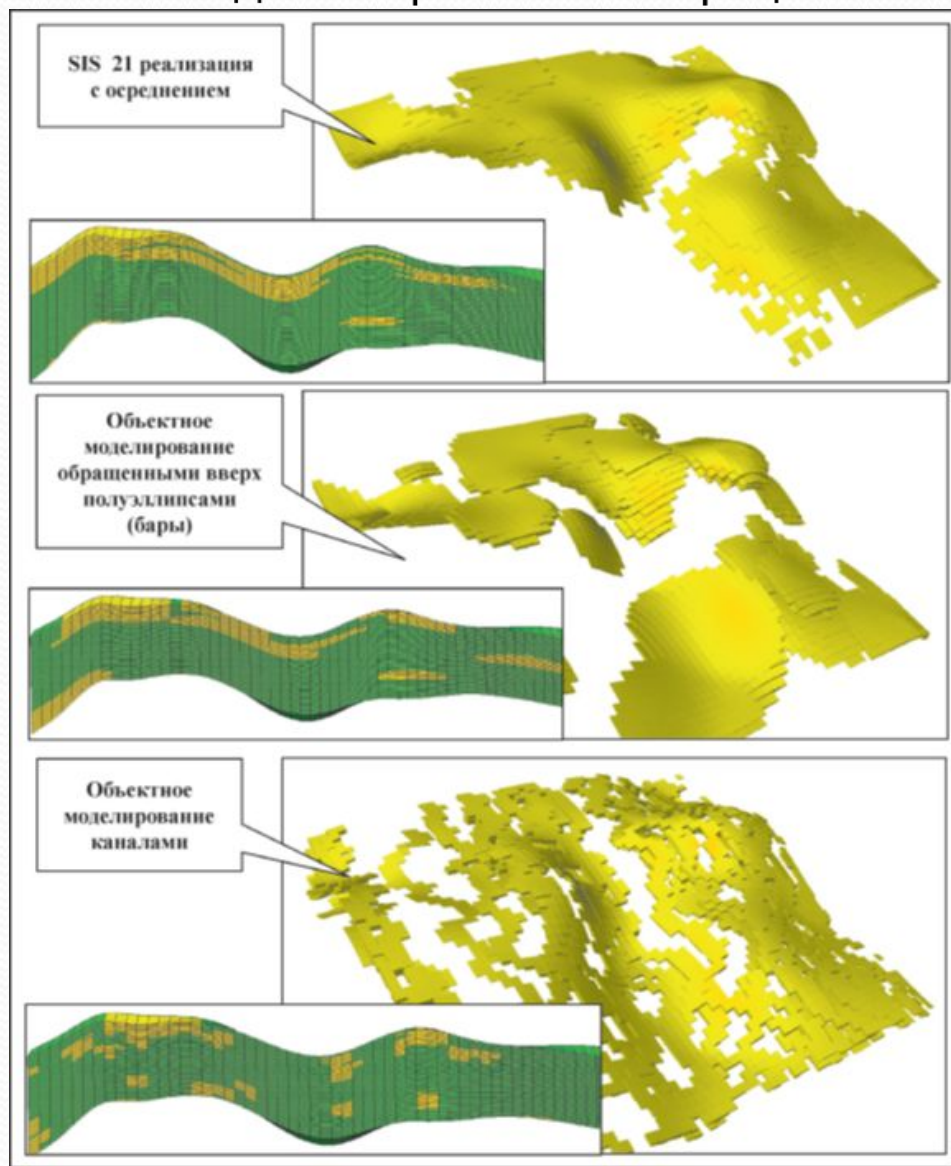 SIS 21 реализация
с осреднением
Объектное
моделирование
обращенными вверх
полуэллипсами
(бары)
Объектное
моделирование
каналами